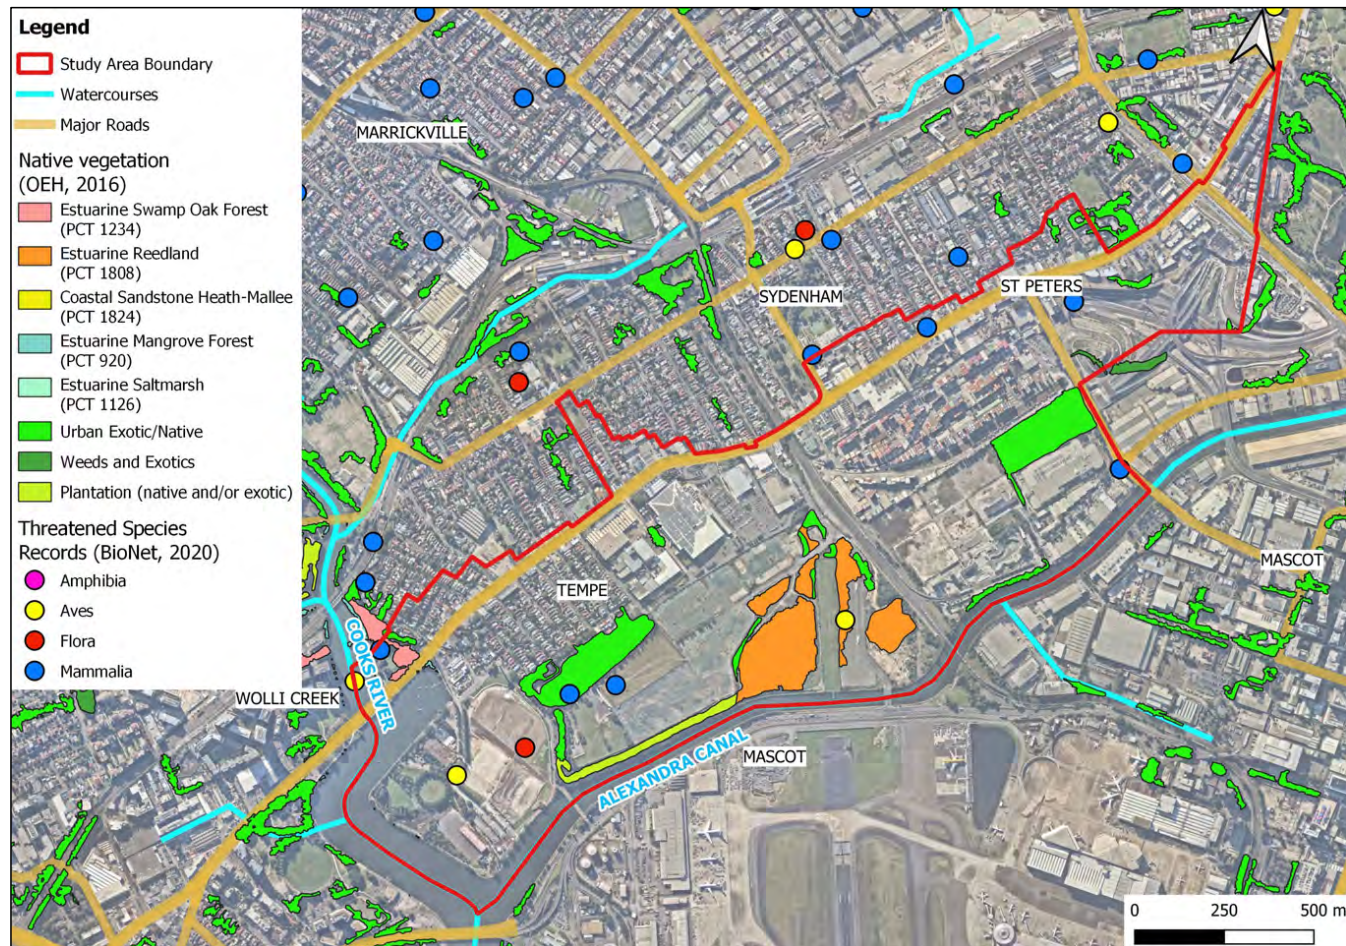 Legend
Study Area Boundary
Watercourses
Major Roads
Native vegetation
(OEH, 2016)
Estuarine Swamp Oak Forest
(PCT 1234)
Estuarine Reedland
(PCT 1808)
Coastal Sandstone Heath-Mallee
(PCT 1824)
Estuarine Mangrove Forest
(PCT 920)
Estuarine Saltmarsh
(PCT 1126)
Urban Exotic/Native
Weeds and Exotics
Plantation (native and/or exotic)
Threatened Species
Records (BioNet, 2020)
Amphibia
Aves
Flora
Mammalia
MARRICKVILLE
SYDENHAM
ST PETERS
TEMPE
MASCOT
WOLLI CREEK
COOKS RIVER
ALEXANDRA CANAL
MASCOT
0 250 500 m